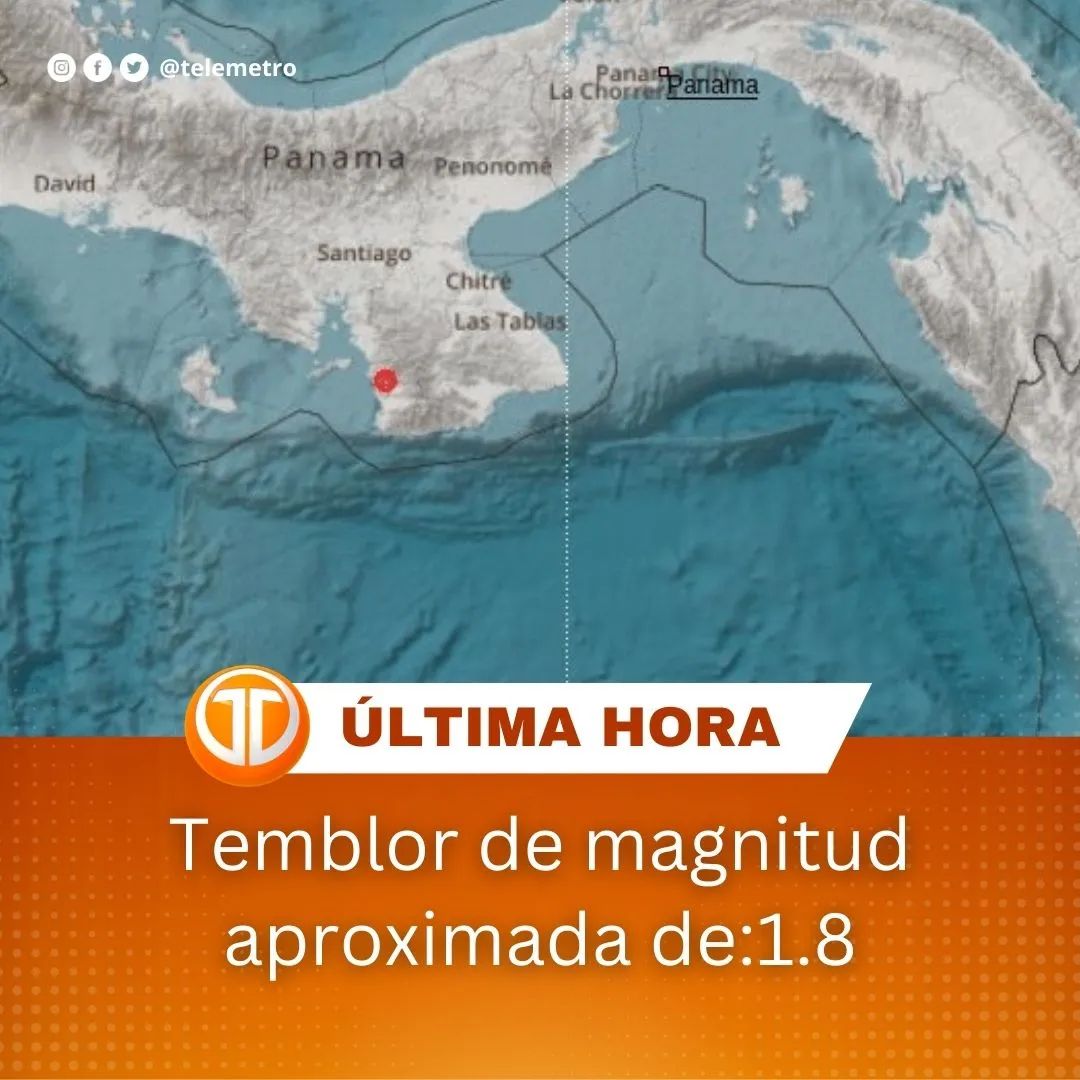 @telemetro
Panama City
La Chorrera
Panama
Panama
Penonomé
David
Santiago
Chitré
Las Tablas
ÚLTIMA HORA
Temblor de magnitud
aproximada de:1.8